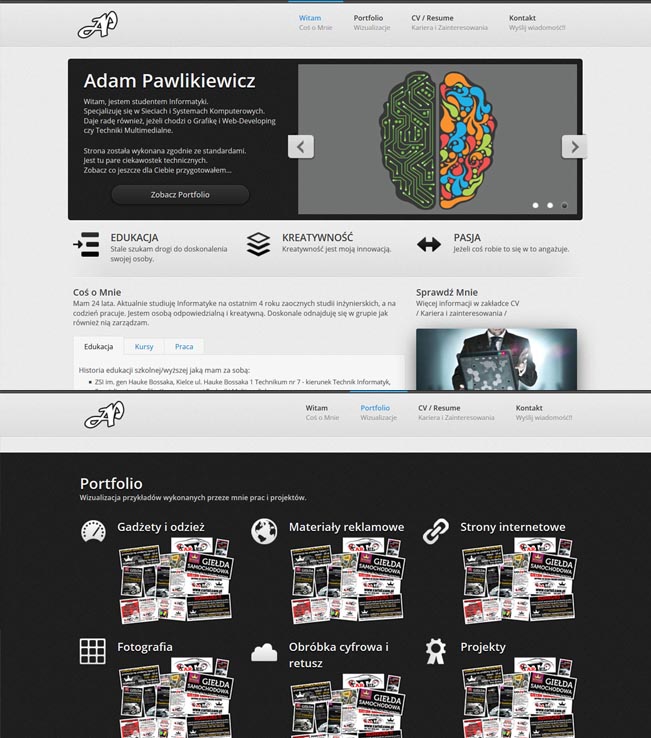 Witam
Coś o Mnie
Portfolio
Wizualizacje
CV / Resume
Kariera i Zainteresowania
Kontakt
Wyślij wiadomość!!
Adam Pawlikiewicz
Witam, jestem studentem Informatyki.
Specjalizuję się w Sieciach i Systemach Komputerowych.
Daje radę również, jeżeli chodzi o Grafikę i Web-Developing
czy Techniki Multimedialne.
Strona została wykonana zgodnie ze standardami.
Jest tu pare ciekawostek technicznych.
Zobacz co jeszcze dla Ciebie przygotowałem...
Zobacz Portfolio
EDUKACJA
Stale szukam drogi do doskonalenia
swojej osoby.
KREATYWNOŚĆ
Kreatywność jest moją innowacją.
PASJA
Jeżeli coś robie to się w to angażuje.
Coś o Mnie
Mam 24 lata. Aktualnie studiuję Informatykę na ostatnim 4 roku zaocznych studii inżynierskich, a na
codzień pracuje. Jestem osobą odpowiedzialną i kreatywną. Doskonale odnajduję się w grupie jak
również nią zarządzam.
Sprawdź Mnie
Więcej informacji w zakładce CV
/ Kariera i zainteresowania /
Edukacja
Kursy
Praca
Historia edukacji szkolnej/wyższej jaką mam za sobą:
ZSI im. gen Hauke Bossaka, Kielce ul. Hauke Bossaka 1 Technikum nr 7 - kierunek Technik Informatyk,
Witam
Coś o Mnie
Portfolio
Wizualizacje
CV / Resume
Kariera i Zainteresowania
Kontakt
Wyślij wiadomość!!
Portfolio
Wizualizacja przykładów wykonanych przeze mnie prac i projektów.
Gadżety i odzież
Materiały reklamowe
Strony internetowe
GIEŁDA
SAMOCHODOWA
GIEŁDA
SAMOCHODOWA
GIEŁDA
SAMOCHODOWA
Fotografia
Obróbka cyfrowa i
retusz
Projekty
GIEŁDA
SAMOCHODOWA
GIEŁDA
SAMOCHODOWA
GIEŁDA
SAMOCHODOWA